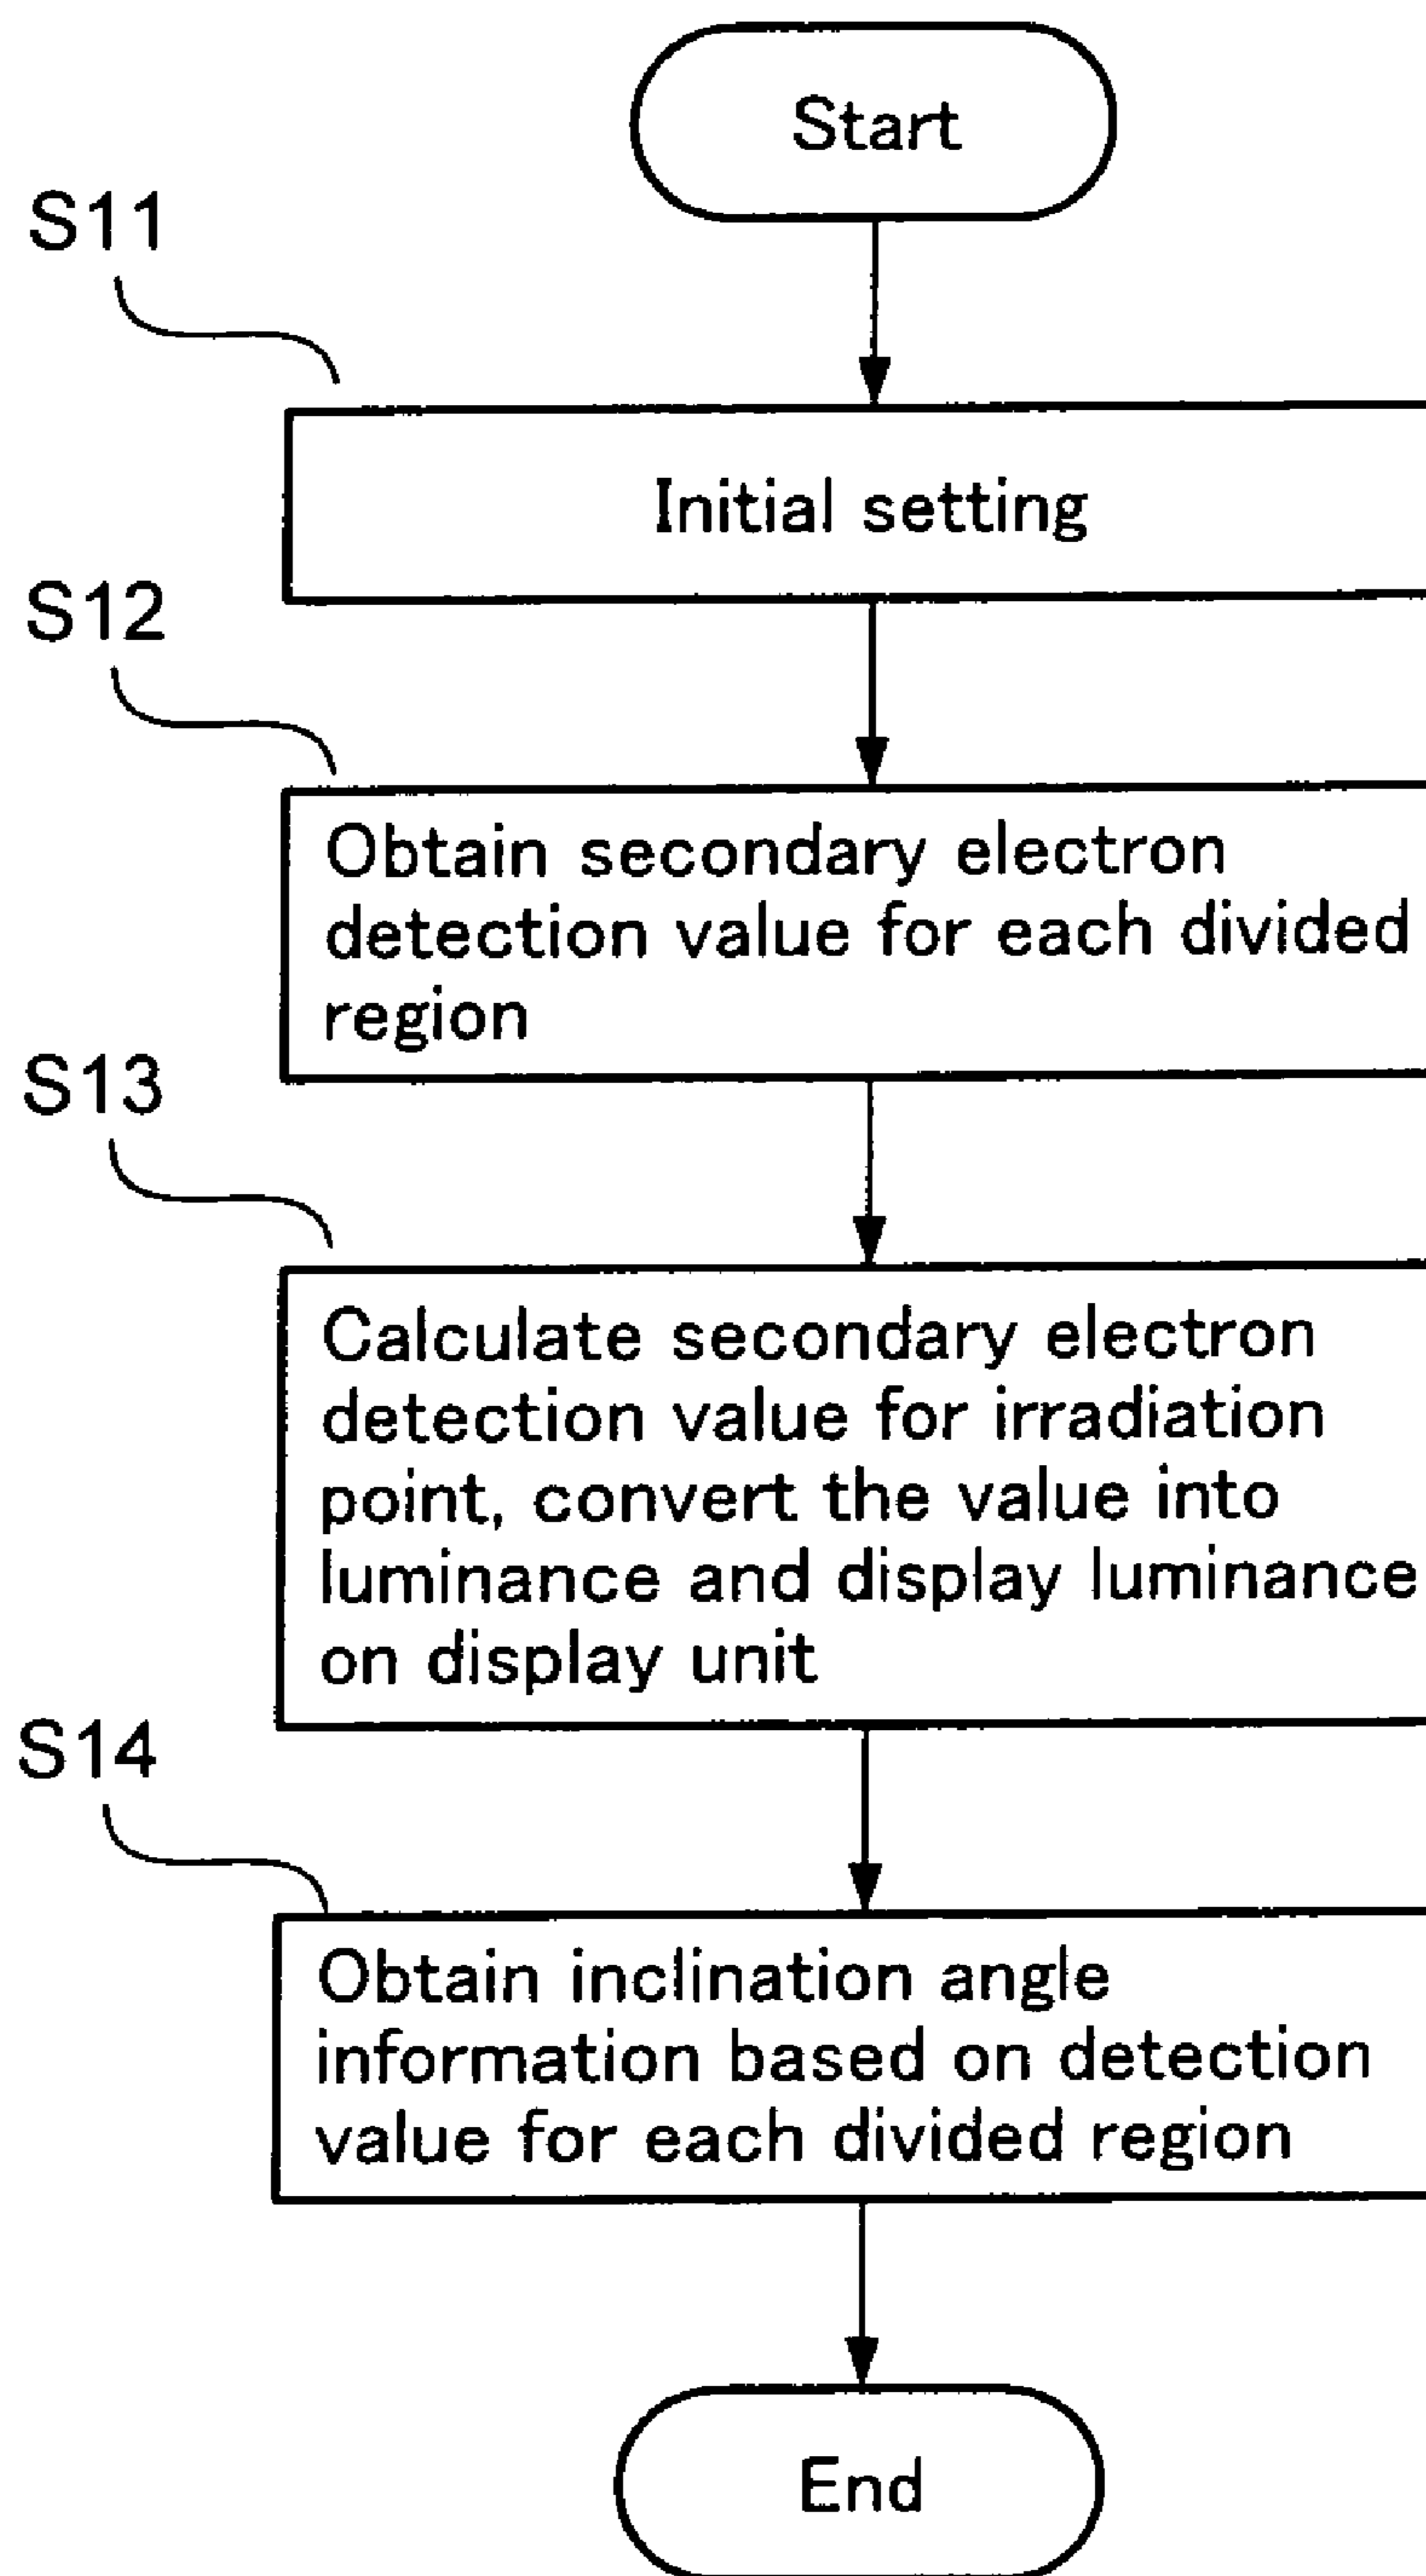 Start
S11
Initial setting
S12
Obtain secondary electron
detection value for each divided
region
S13
Calculate secondary electron
detection value for irradiation
point, convert the value into
luminance and display luminance
on display unit
S14
Obtain inclination angle
information based on detection
value for each divided region
End